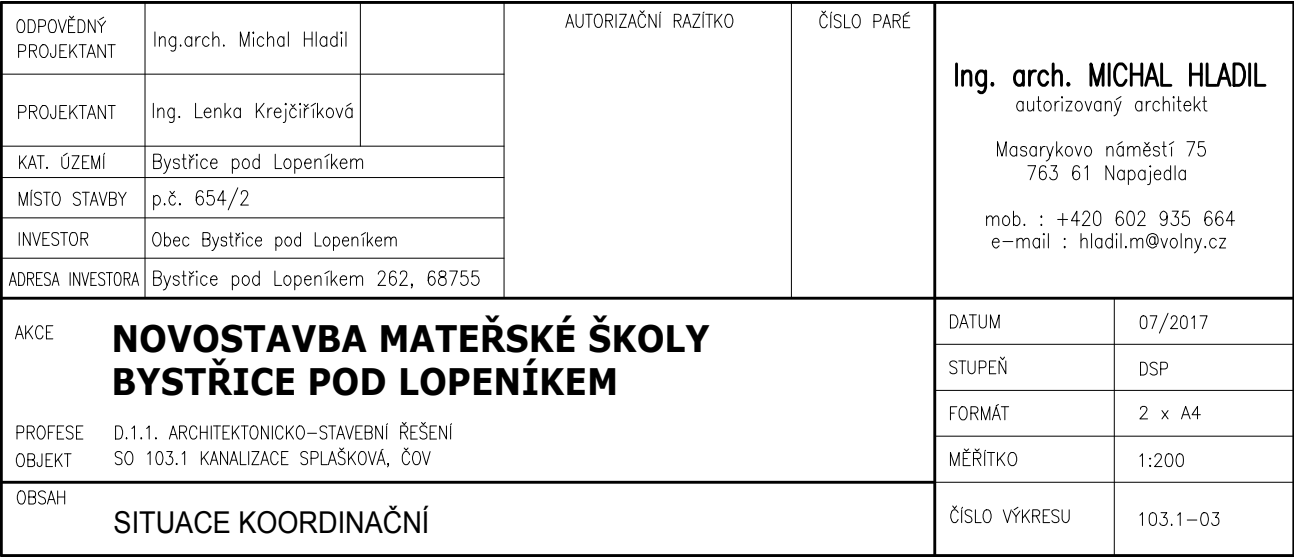 ODPOVĚDNÝ
PROJEKTANT
Ing.arch. Michal Hladil
PROJEKTANT
Ing. Lenka Krejčiříková
KAT. ÚZEMÍ
Bystřice pod Lopeníkem
MÍSTO STAVBY
p.č. 654/2
INVESTOR
Obec Bystřice pod Lopeníkem
ADRESA INVESTORA
Bystřice pod Lopeníkem 262, 68755
AUTORIZAČNÍ RAZÍTKO
ČÍSLO PARÉ
Ing. arch. MICHAL HLADIL
autorizovaný architekt
Masarykovo náměstí 75
763 61 Napajedla
mob. : +420 602 935 664
e-mail : hladil.m@volny.cz
AKCE
NOVOSTAVBA MATEŘSKÉ ŠKOLY
BYSTŘICE POD LOPENÍKEM
PROFESE D.1.1. ARCHITEKTONICKO-STAVEBNÍ ŘEŠENÍ
OBJEKT SO 103.1 KANALIZACE SPLAŠKOVÁ, ČOV
DATUM 07/2017
STUPEŇ DSP
FORMÁT 2 x A4
MĚŘÍTKO 1:200
OBSAH
SITUACE KOORDINAČNÍ
ČÍSLO VÝKRESU 103.1-03